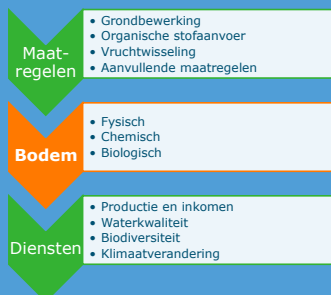 Maat-
regelen
• Grondbewerking
• Organische stofaanvoer
• Vruchtwisseling
• Aanvullende maatregelen
Bodem
• Fysisch
• Chemisch
• Biologisch
Diensten
• Productie en inkomen
• Waterkwaliteit
• Biodiversiteit
• Klimaatverandering